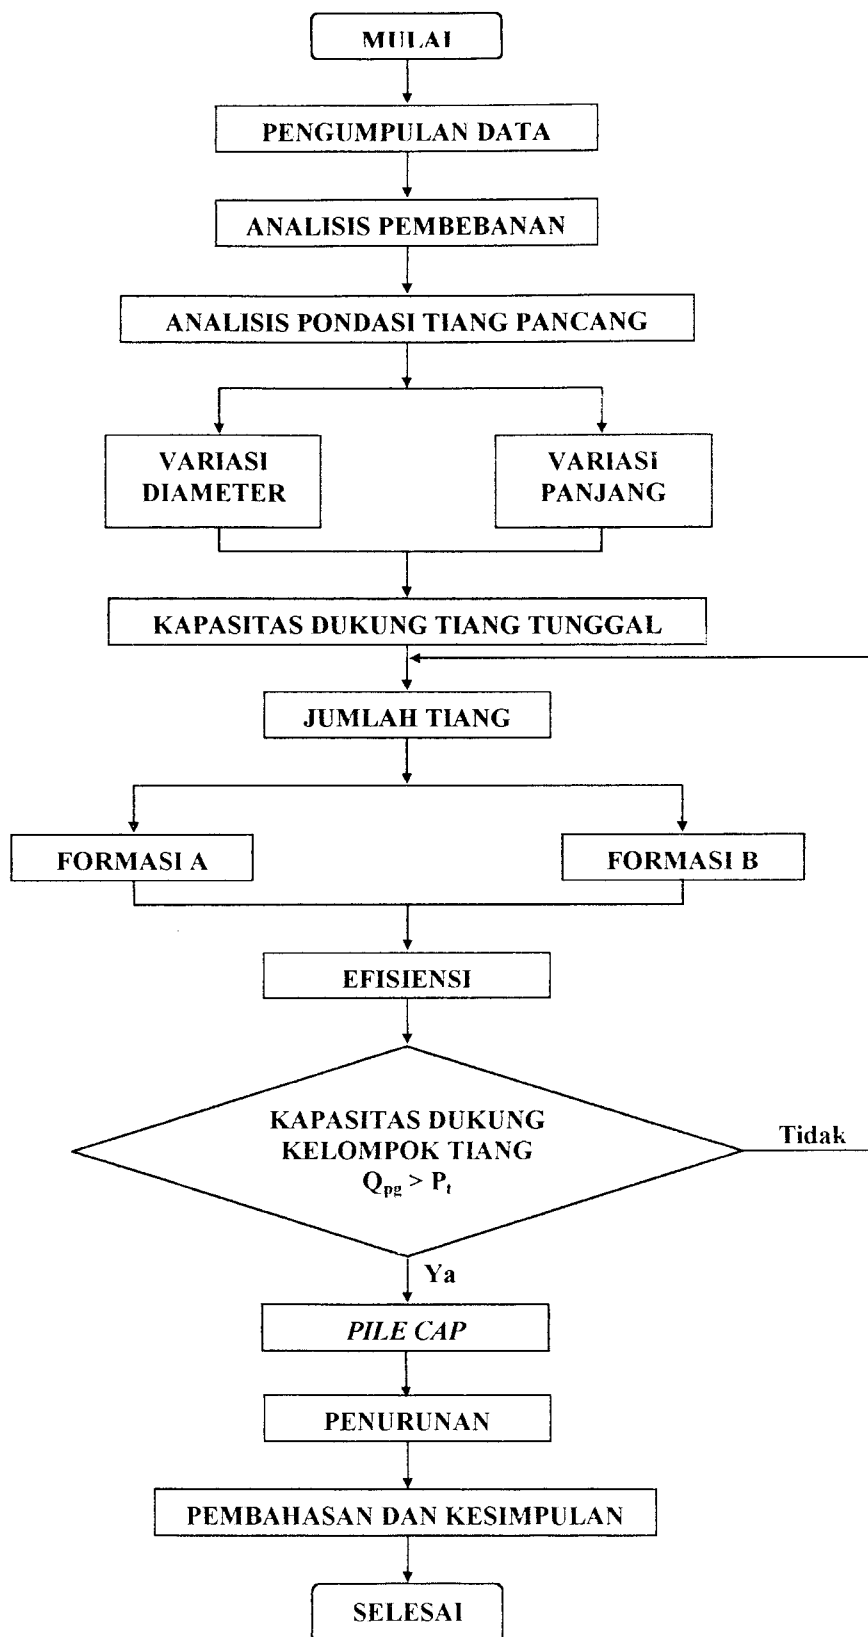 MULAI
PENGUMPULAN DATA
ANALISIS PEMBEBANAN
ANALISIS PONDASI TIANG PANCANG
VARIASI
DIAMETER
VARIASI
PANJANG
KAPASITAS DUKUNG TIANG TUNGGAL
JUMLAH TIANG
FORMASI A
FORMASI B
EFISIENSI
KAPASITAS DUKUNG
KELOMPOK TIANG
Qpg > Pt
Tidak
Ya
PILE CAP
PENURUNAN
PEMBAHASAN DAN KESIMPULAN
SELESAI